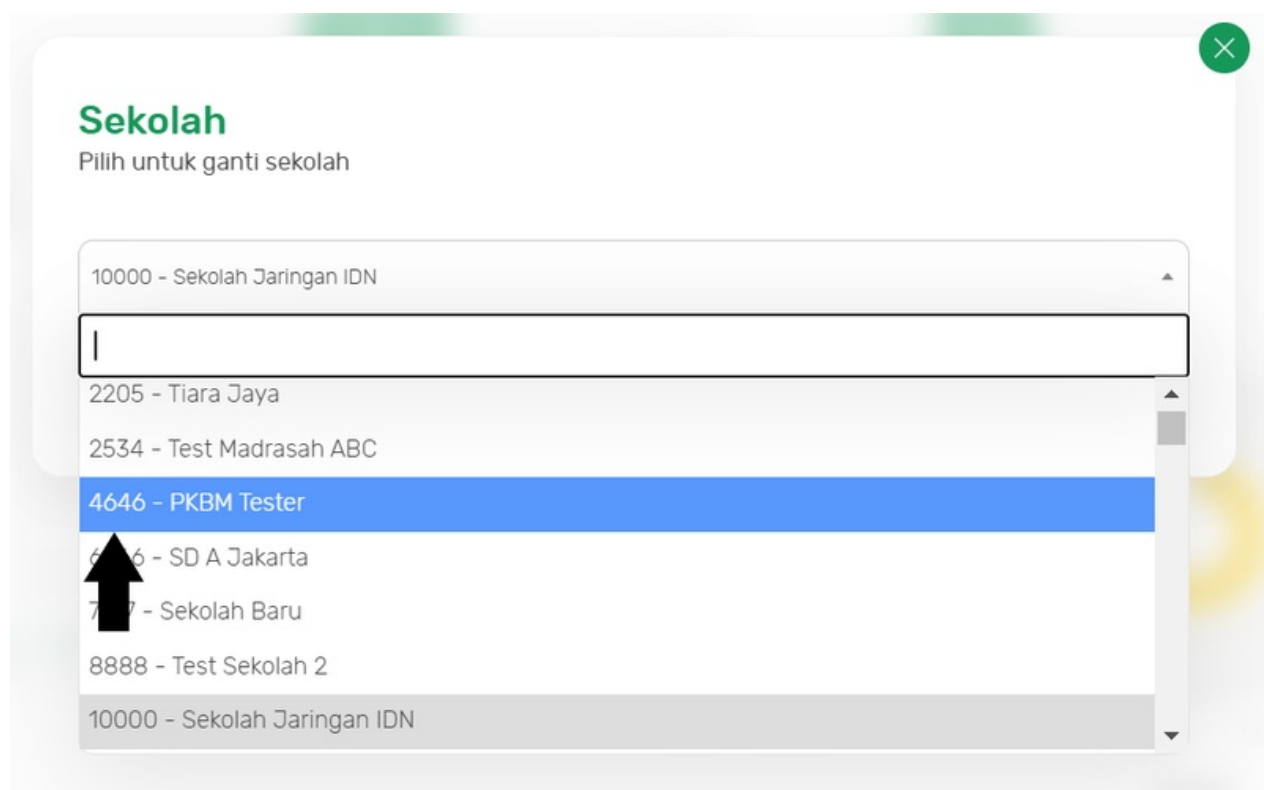 Sekolah
Pilih untuk ganti sekolah
10000 - Sekolah Jaringan IDN
2205 - Tiara Jaya
2534 - Test Madrasah ABC
4646 - PKBM Tester
- SD A Jakarta
- Sekolah Baru
8888 - Test Sekolah 2
10000 - Sekolah Jaringan IDN